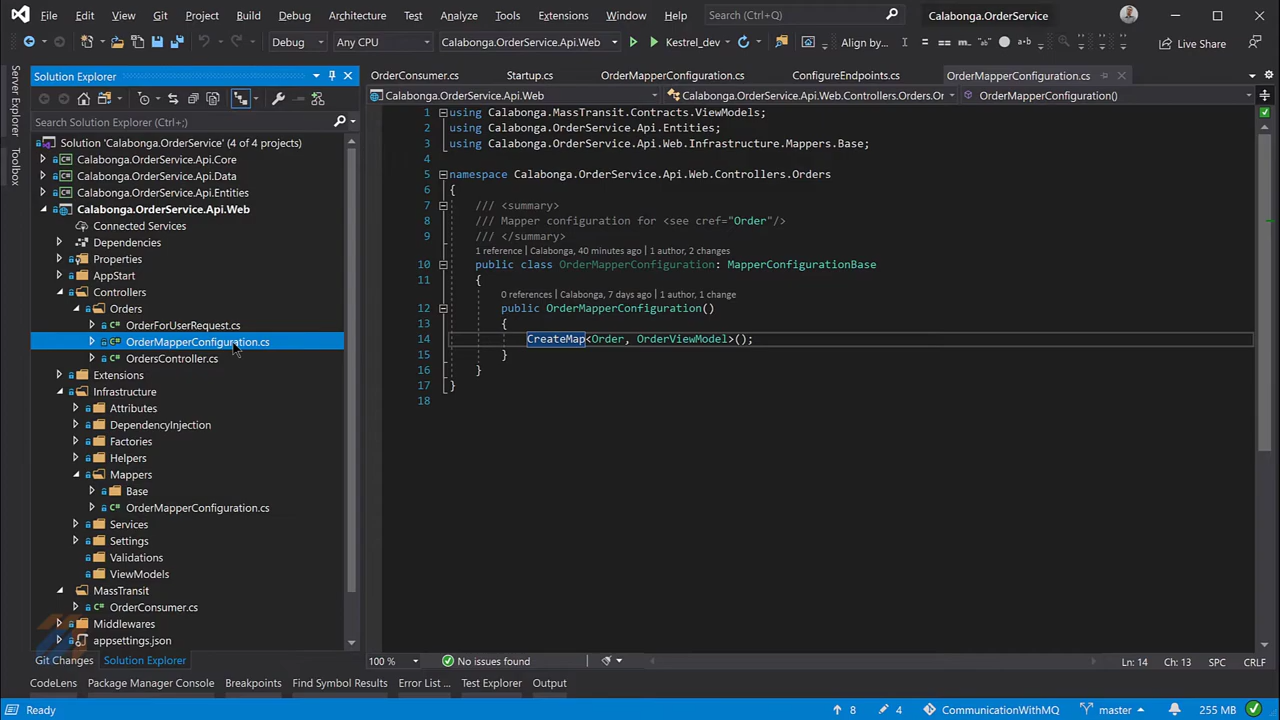 File Edit View Git Project Build Debug Architecture Test Analyze Tools Extensions Window Help Search (Ctrl+Q) Calabonga.OrderService
Debug Any CPU Calabonga.OrderService.Api.Web Kestrel_dev Align by... Live Share
Server Explorer
Toolbox
Solution Explorer
Search Solution Explorer (Ctrl+;)
Solution 'Calabonga.OrderService' (4 of 4 projects)
Calabonga.OrderService.Api.Core
Calabonga.OrderService.Api.Data
Calabonga.OrderService.Api.Entities
Calabonga.OrderService.Api.Web
Connected Services
Dependencies
Properties
AppStart
Controllers
Orders
OrderForUserRequest.cs
OrderMapperConfiguration.cs
OrdersController.cs
Extensions
Infrastructure
Attributes
DependencyInjection
Factories
Helpers
Mappers
Base
OrderMapperConfiguration.cs
Services
Settings
Validations
ViewModels
MassTransit
OrderConsumer.cs
Middlewares
appsettings.json
Git Changes Solution Explorer
OrderConsumer.cs Startup.cs OrderMapperConfiguration.cs ConfigureEndpoints.cs OrderMapperConfiguration.cs
Calabonga.OrderService.Api.Web Calabonga.OrderService.Api.Web.Controllers.Orders.Or OrderMapperConfiguration()
1 using Calabonga.MassTransit.Contracts.ViewModels;
2 using Calabonga.OrderService.Api.Entities;
3 using Calabonga.OrderService.Api.Web.Infrastructure.Mappers.Base;
4
5 namespace Calabonga.OrderService.Api.Web.Controllers.Orders
6 {
7 /// <summary>
8 /// Mapper configuration for <see cref="Order"/>
9 /// </summary>
1 reference | Calabonga, 40 minutes ago | 1 author, 2 changes
10 public class OrderMapperConfiguration: MapperConfigurationBase
11 {
0 references | Calabonga, 7 days ago | 1 author, 1 change
12 public OrderMapperConfiguration()
13 {
14 CreateMap<Order, OrderViewModel>();
15 }
16 }
17 }
18
100 % No issues found Ln: 14 Ch: 13 SPC CRLF
CodeLens Package Manager Console Breakpoints Find Symbol Results Error List ... Test Explorer Output
Ready 8 4 CommunicationWithMQ master 255 MB